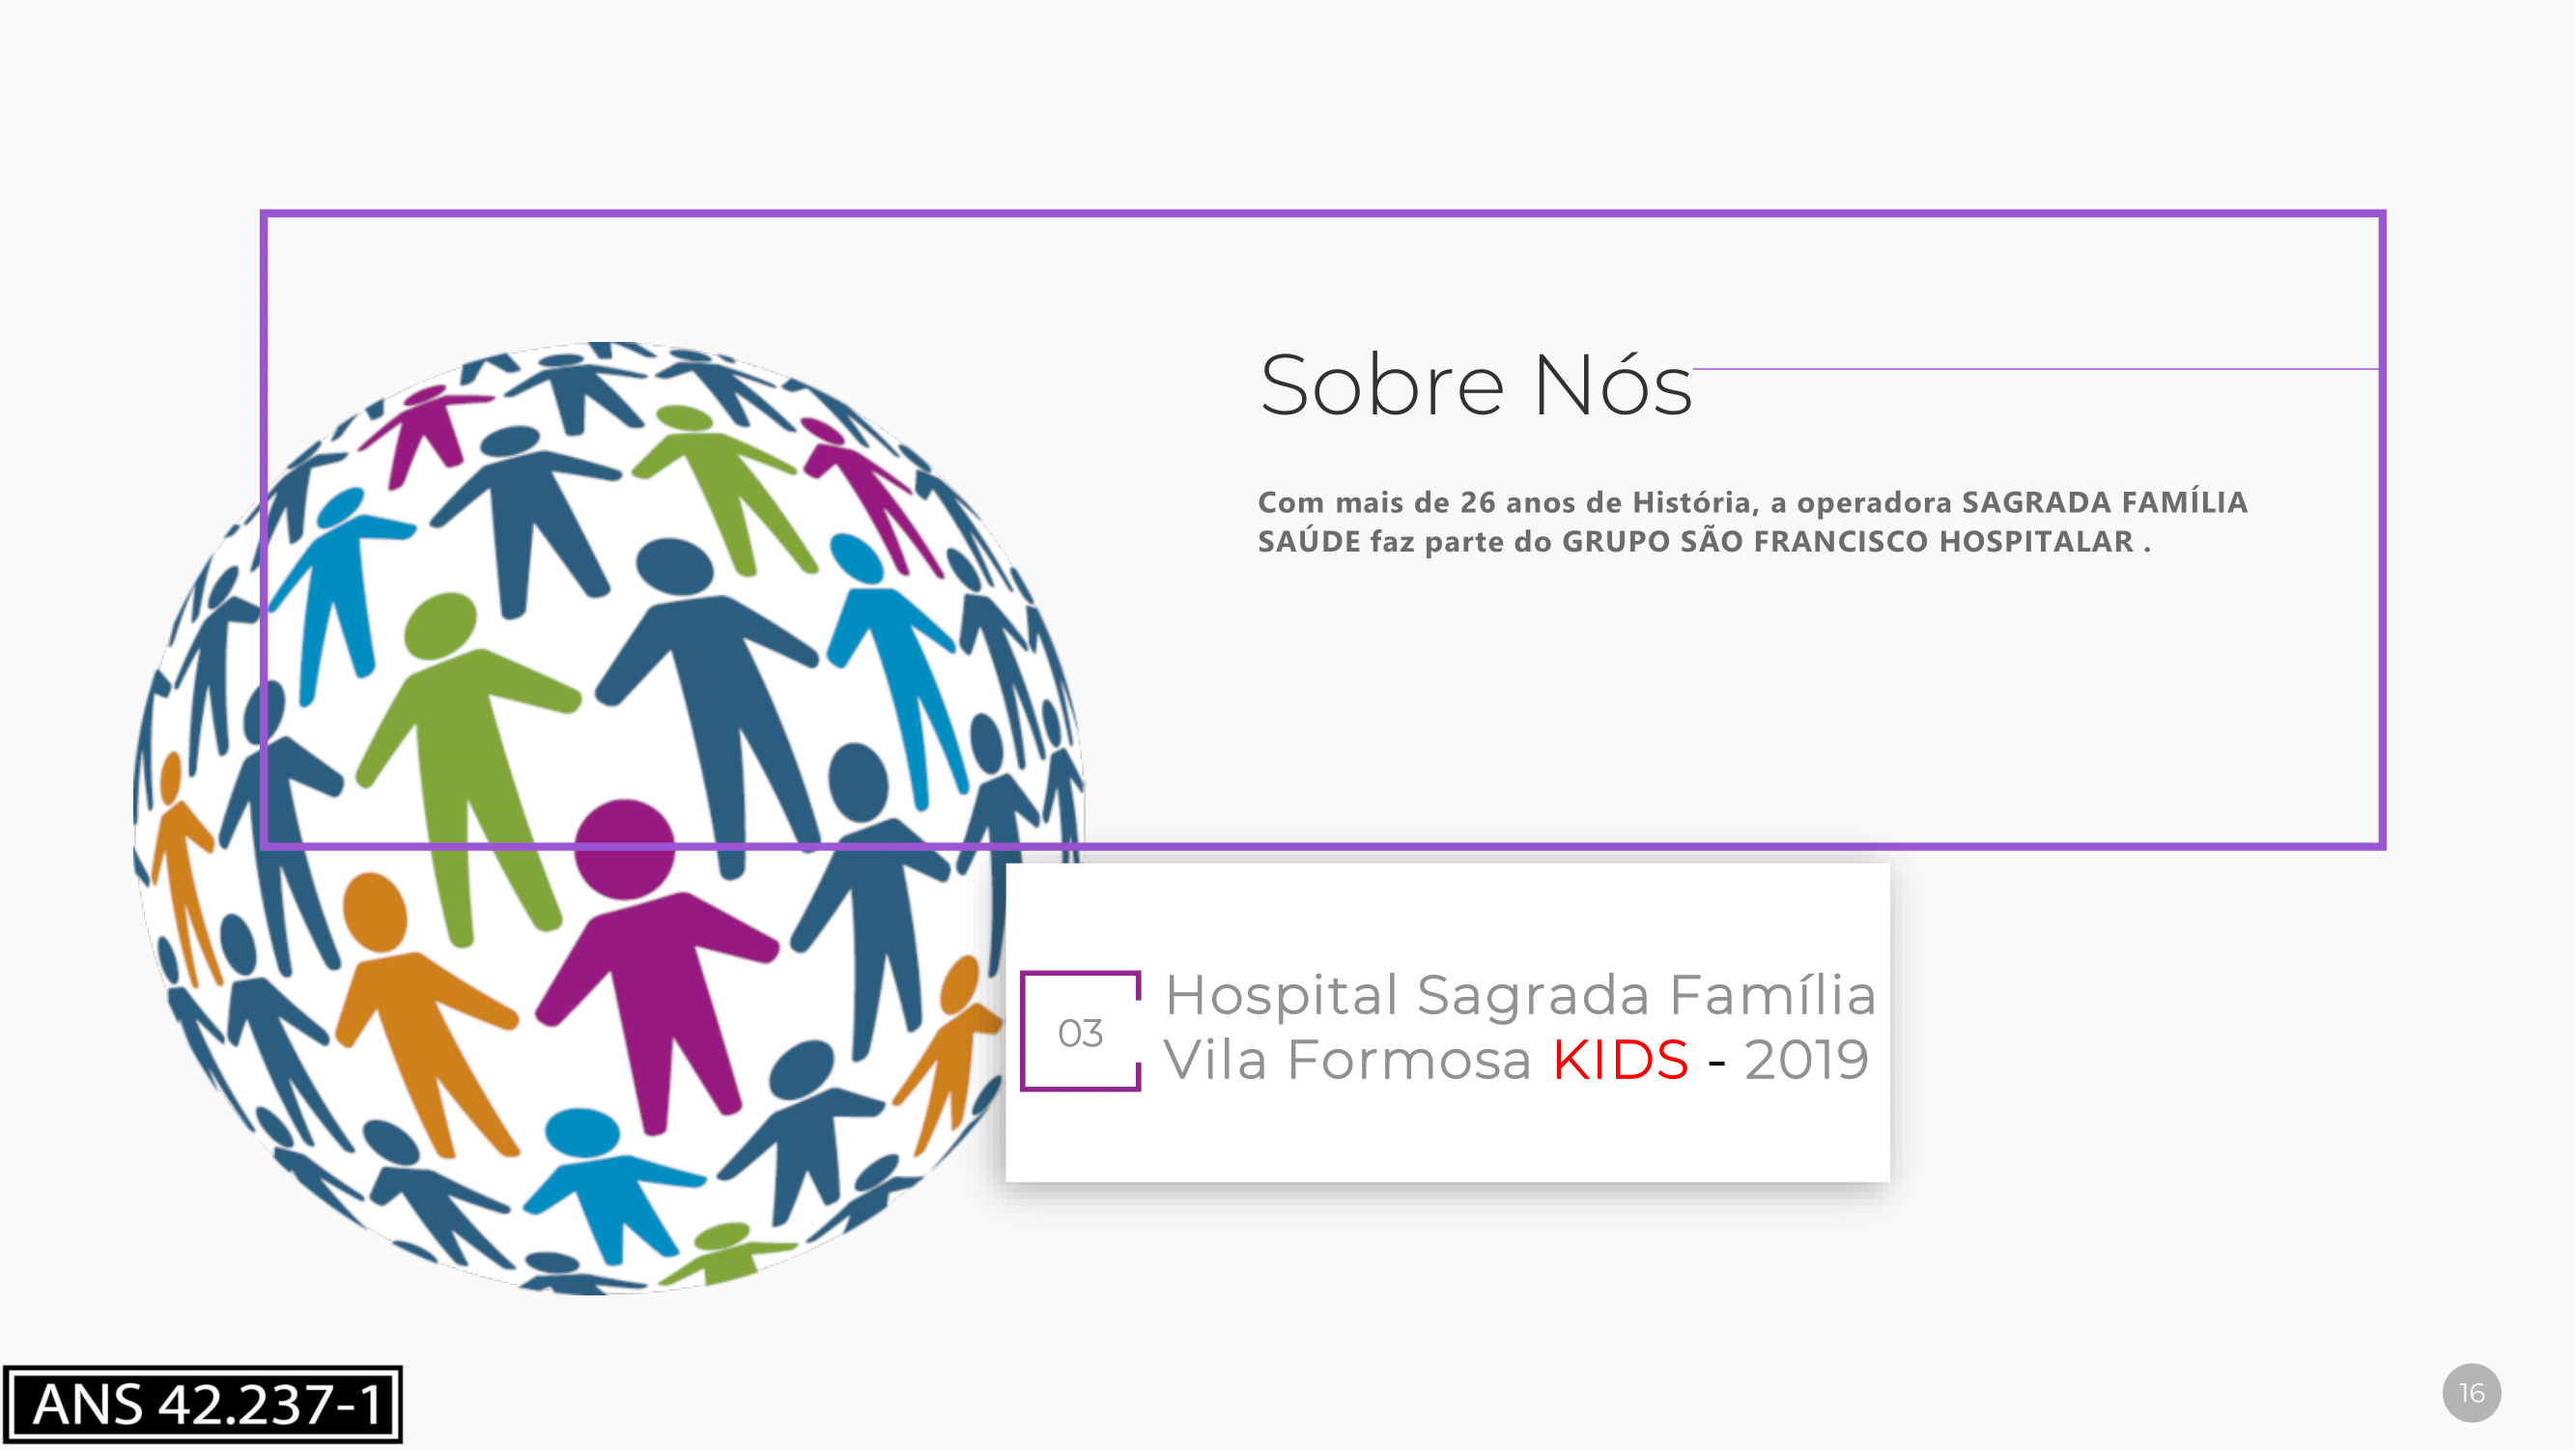 Sobre Nós
Com mais de 26 anos de História, a operadora SAGRADA FAMÍLIA
SAÚDE faz parte do GRUPO SÃO FRANCISCO HOSPITALAR .
03
Hospital Sagrada Família
Vila Formosa KIDS - 2019
ANS 42.237-1
16